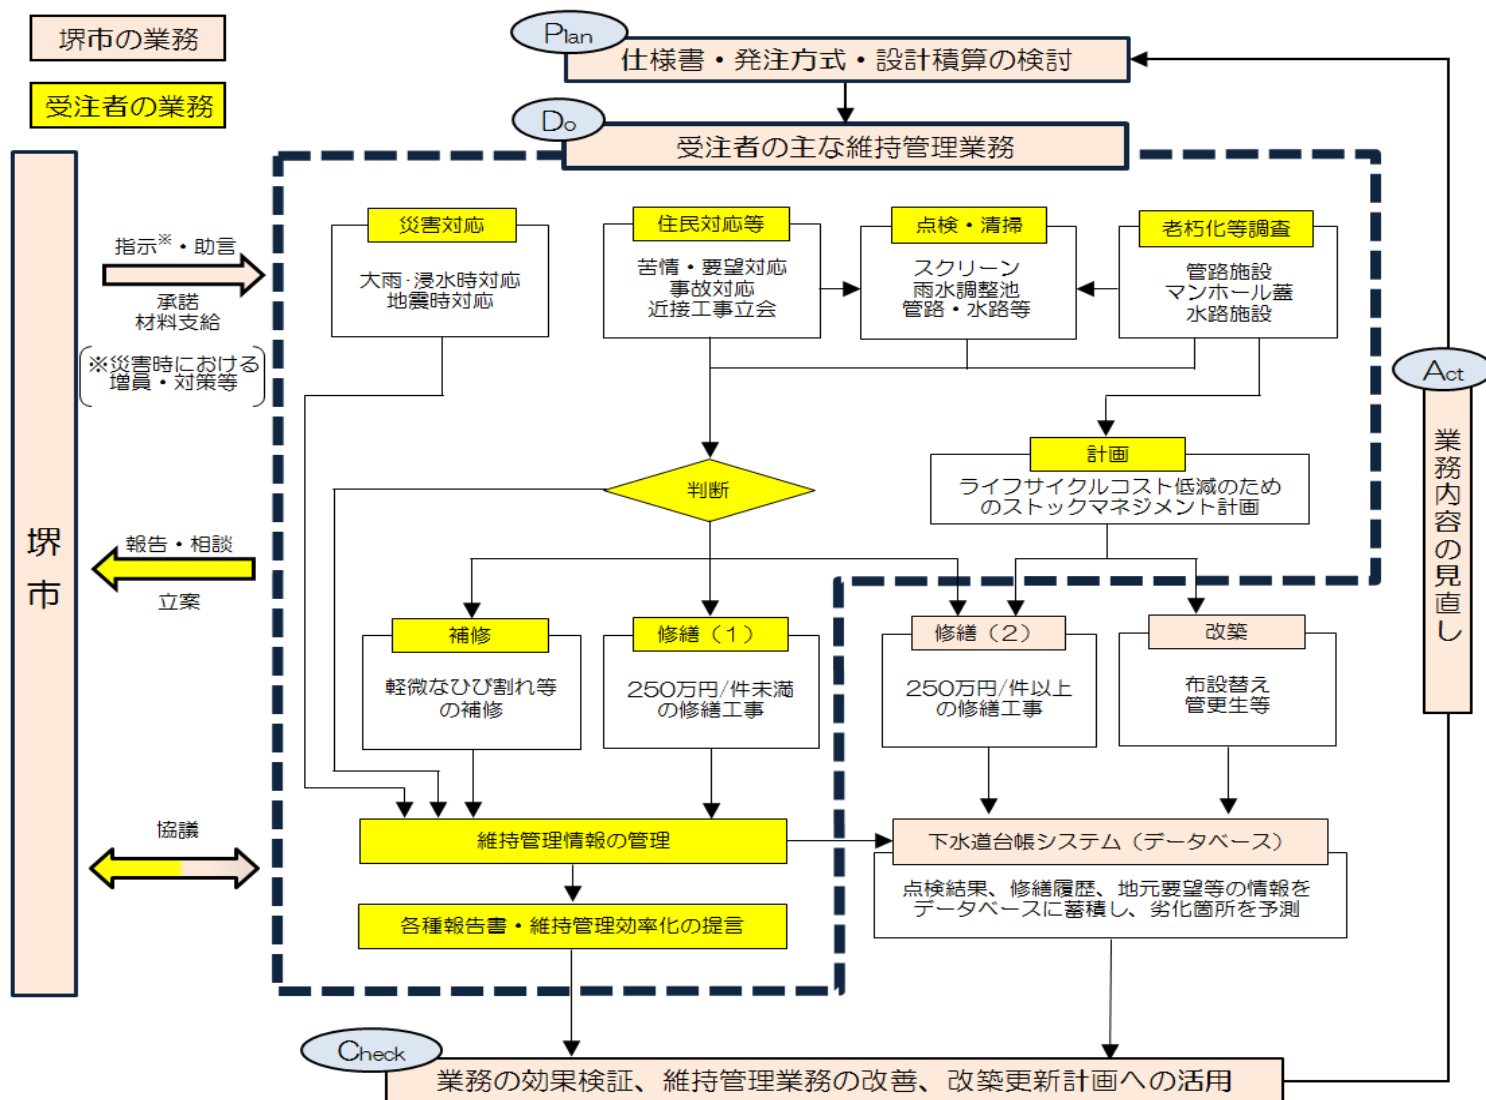 堺市の業務
受注者の業務
Plan
仕様書・発注方式・設計積算の検討
Do
受注者の主な維持管理業務
堺市
指示※・助言
承諾
材料支給
※災害時における
増員・対策等
報告・相談
立案
協議
災害対応
大雨・浸水時対応
地震時対応
住民対応等
苦情・要望対応
事故対応
近接工事立会
点検・清掃
スクリーン
雨水調整池
管路・水路等
老朽化等調査
管路施設
マンホール蓋
水路施設
判断
計画
ライフサイクルコスト低減のため
のストックマネジメント計画
補修
軽微なひび割れ等
の補修
修繕（1）
250万円/件未満
の修繕工事
修繕（2）
250万円/件以上
の修繕工事
改築
布設替え
管更生等
維持管理情報の管理
各種報告書・維持管理効率化の提言
下水道台帳システム（データベース）
点検結果、修繕履歴、地元要望等の情報を
データベースに蓄積し、劣化箇所を予測
Act
業務内容の見直し
Check
業務の効果検証、維持管理業務の改善、改築更新計画への活用